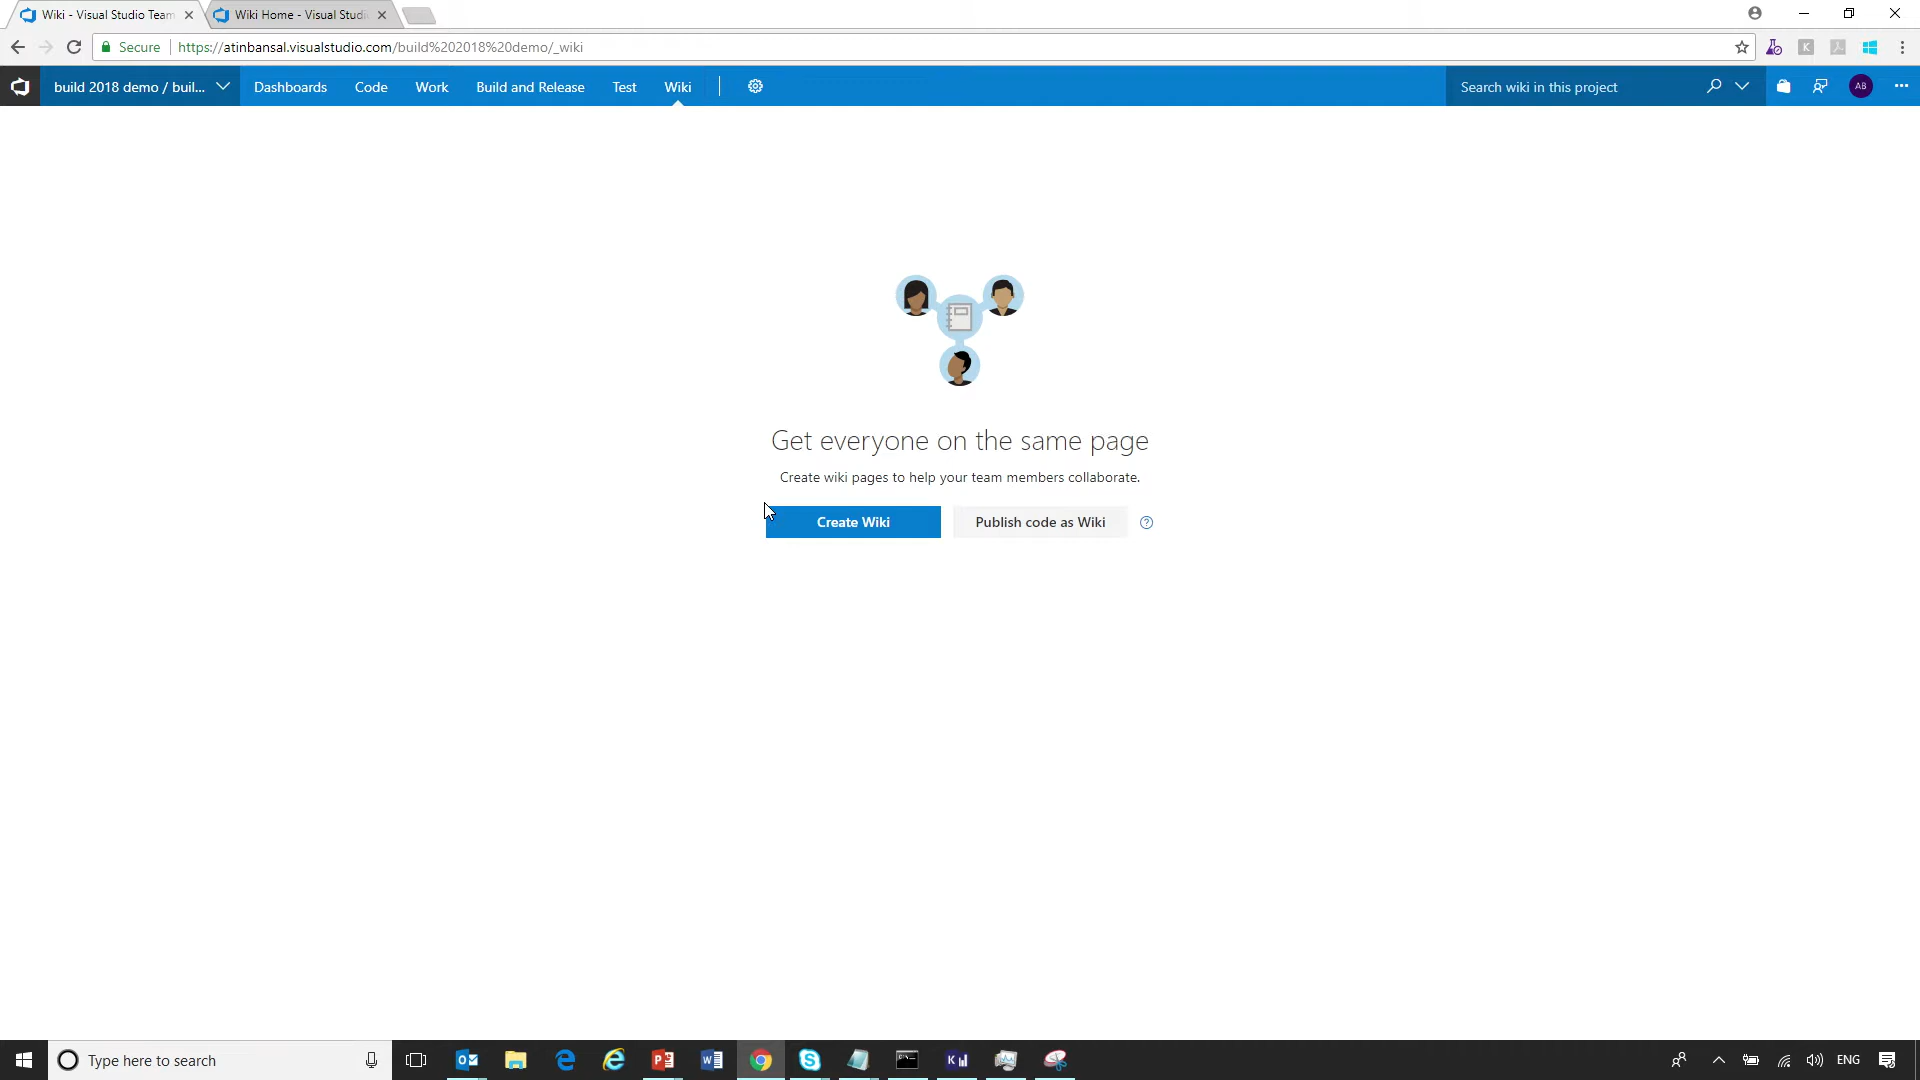 Wiki - Visual Studio Team
Wiki Home - Visual Studi
Secure
https://atinbansal.visualstudio.com/build%202018%20demo/_wiki
build 2018 demo / buil...
Dashboards
Code
Work
Build and Release
Test
Wiki
Search wiki in this project
AB
Get everyone on the same page
Create wiki pages to help your team members collaborate.
Create Wiki
Publish code as Wiki
Type here to search
ENG